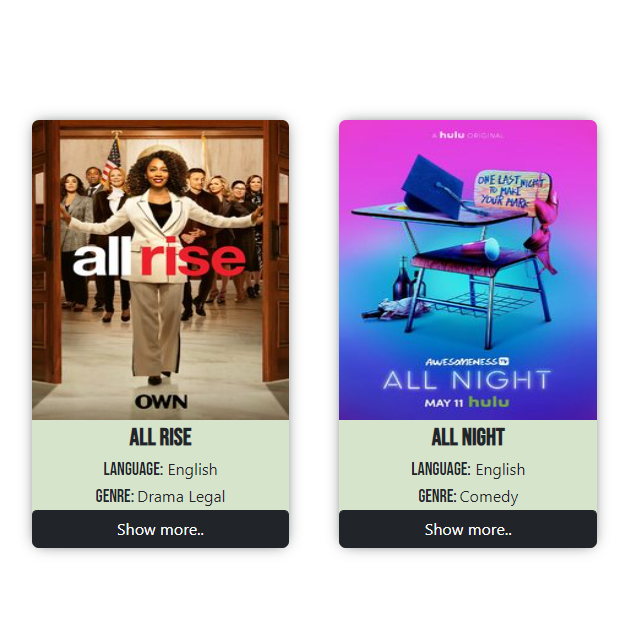 all rise
OWN
ALL RISE
LANGUAGE: English
GENRE: Drama Legal
Show more..
A hulu ORIGINAL
ONE LAST NIGHT
TO MAKE
YOUR MARK
AWESOMENESS TV
ALL NIGHT
MAY 11 hulu
ALL NIGHT
LANGUAGE: English
GENRE: Comedy
Show more..